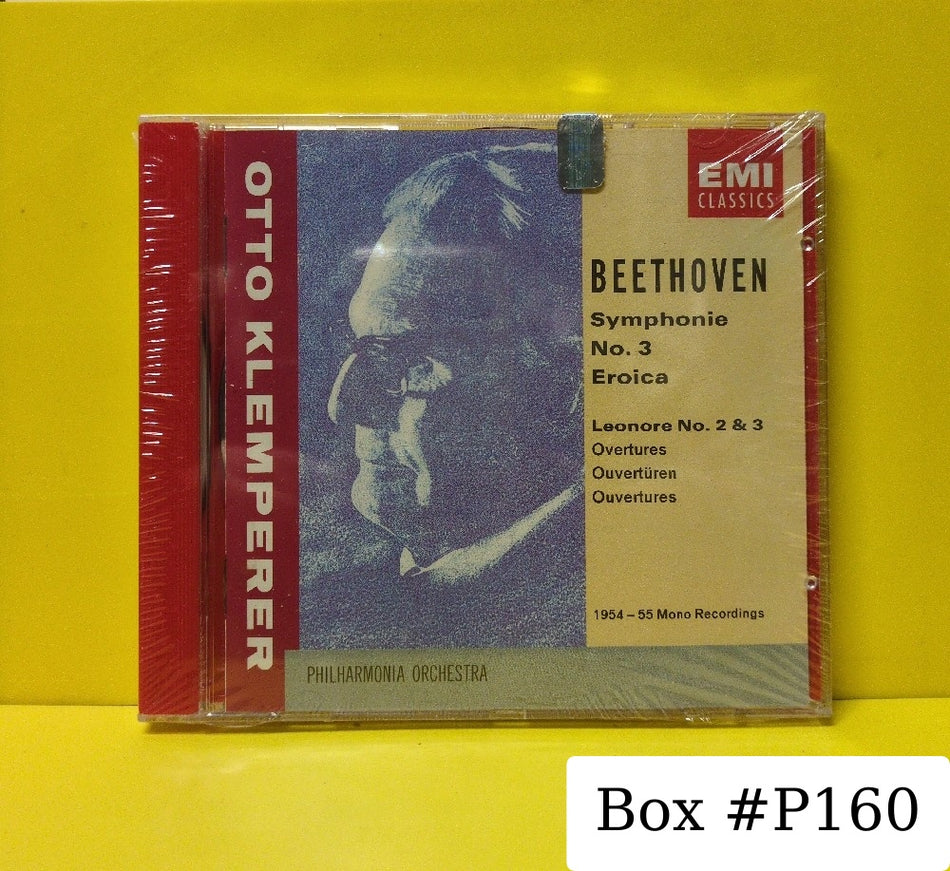 OTTO KLEMPERER
EMI
CLASSICS
BEETHOVEN
Symphonie
No. 3
Eroica
Leonore No. 2 & 3
Overtures
Ouvertüren
Ouvertures
1954 – 55 Mono Recordings
PHILHARMONIA ORCHESTRA
Box #P160